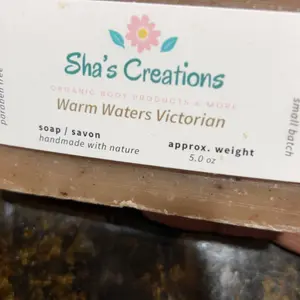 Sha's Creations
ORGANIC BODY PRODUCTS & MORE
Warm Waters Victorian
soap / savon
handmade with nature
approx. weight
5.0 oz
paraben free
small batch